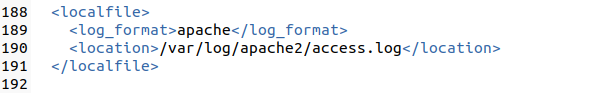 188 <localfile>
189 <log_format>apache</log_format>
190 <location>/var/log/apache2/access.log</location>
191 </localfile>
192